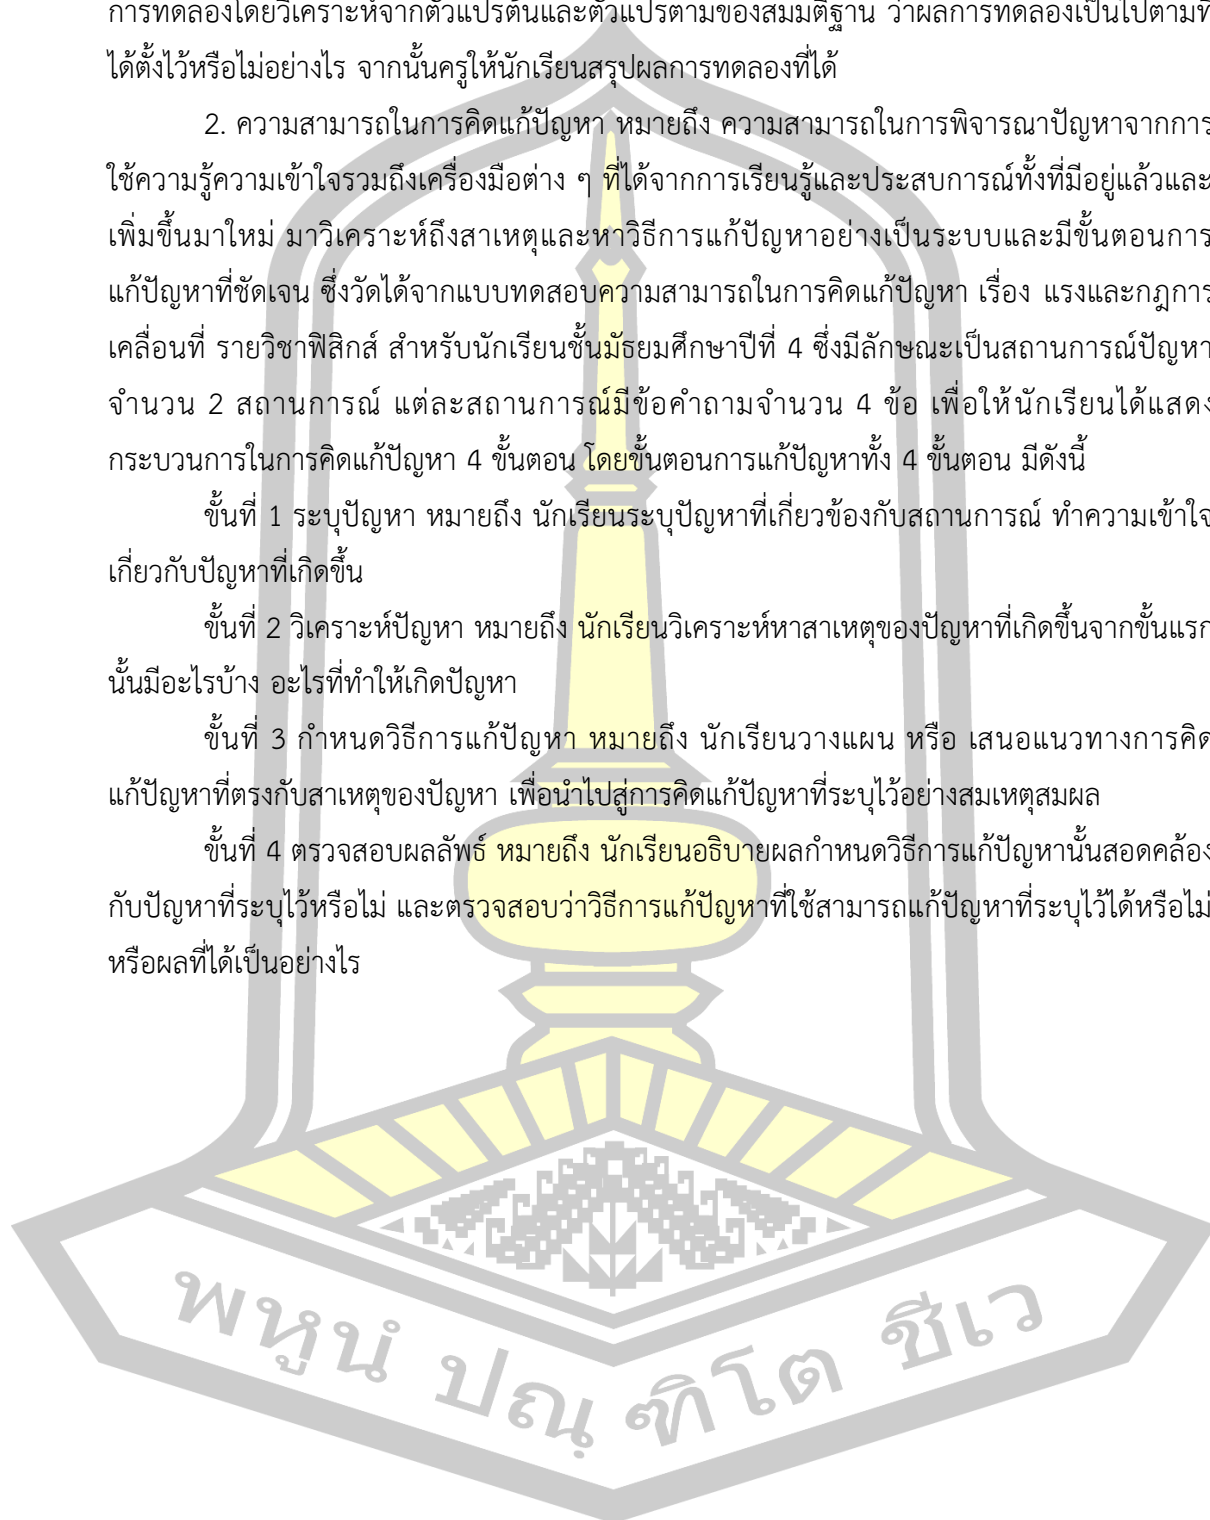 การทดลองโดยวิเคราะห์จากตัวแปรต้นและตัวแปรตามของสมมติฐาน ว่าผลการทดลองเป็นไปตามที่
ได้ตั้งไว้หรือไม่อย่างไร จากนั้นครูให้นักเรียนสรุปผลการทดลองที่ได้
2. ความสามารถในการคิดแก้ปัญหา หมายถึง ความสามารถในการพิจารณาปัญหาจากการ
ใช้ความรู้ความเข้าใจรวมถึงเครื่องมือต่าง ๆ ที่ได้จากการเรียนรู้และประสบการณ์ทั้งที่มีอยู่แล้วและ
เพิ่มขึ้นมาใหม่ มาวิเคราะห์ถึงสาเหตุและหาวิธีการแก้ปัญหาอย่างเป็นระบบและมีขั้นตอนการ
แก้ปัญหาที่ชัดเจน ซึ่งวัดได้จากแบบทดสอบความสามารถในการคิดแก้ปัญหา เรื่อง แรงและกฎการ
เคลื่อนที่ รายวิชาฟิสิกส์ สำหรับนักเรียนชั้นมัธยมศึกษาปีที่ 4 ซึ่งมีลักษณะเป็นสถานการณ์ปัญหา
จำนวน 2 สถานการณ์ แต่ละสถานการณ์มีข้อคำถามจำนวน 4 ข้อ เพื่อให้นักเรียนได้แสดง
กระบวนการในการคิดแก้ปัญหา 4 ขั้นตอน โดยขั้นตอนการแก้ปัญหาทั้ง 4 ขั้นตอน มีดังนี้
ขั้นที่ 1 ระบุปัญหา หมายถึง นักเรียนระบุปัญหาที่เกี่ยวข้องกับสถานการณ์ ทำความเข้าใจ
เกี่ยวกับปัญหาที่เกิดขึ้น
ขั้นที่ 2 วิเคราะห์ปัญหา หมายถึง นักเรียนวิเคราะห์หาสาเหตุของปัญหาที่เกิดขึ้นจากขั้นแรก
นั้นมีอะไรบ้าง อะไรที่ทำให้เกิดปัญหา
ขั้นที่ 3 กำหนดวิธีการแก้ปัญหา หมายถึง นักเรียนวางแผน หรือ เสนอแนวทางการคิด
แก้ปัญหาที่ตรงกับสาเหตุของปัญหา เพื่อนำไปสู่การคิดแก้ปัญหาที่ระบุไว้อย่างสมเหตุสมผล
ขั้นที่ 4 ตรวจสอบผลลัพธ์ หมายถึง นักเรียนอธิบายผลกำหนดวิธีการแก้ปัญหานั้นสอดคล้อง
กับปัญหาที่ระบุไว้หรือไม่ และตรวจสอบว่าวิธีการแก้ปัญหาที่ใช้สามารถแก้ปัญหาที่ระบุไว้ได้หรือไม่
หรือผลที่ได้เป็นอย่างไร
พหูนํ ปณฺฑิโต ชีเว